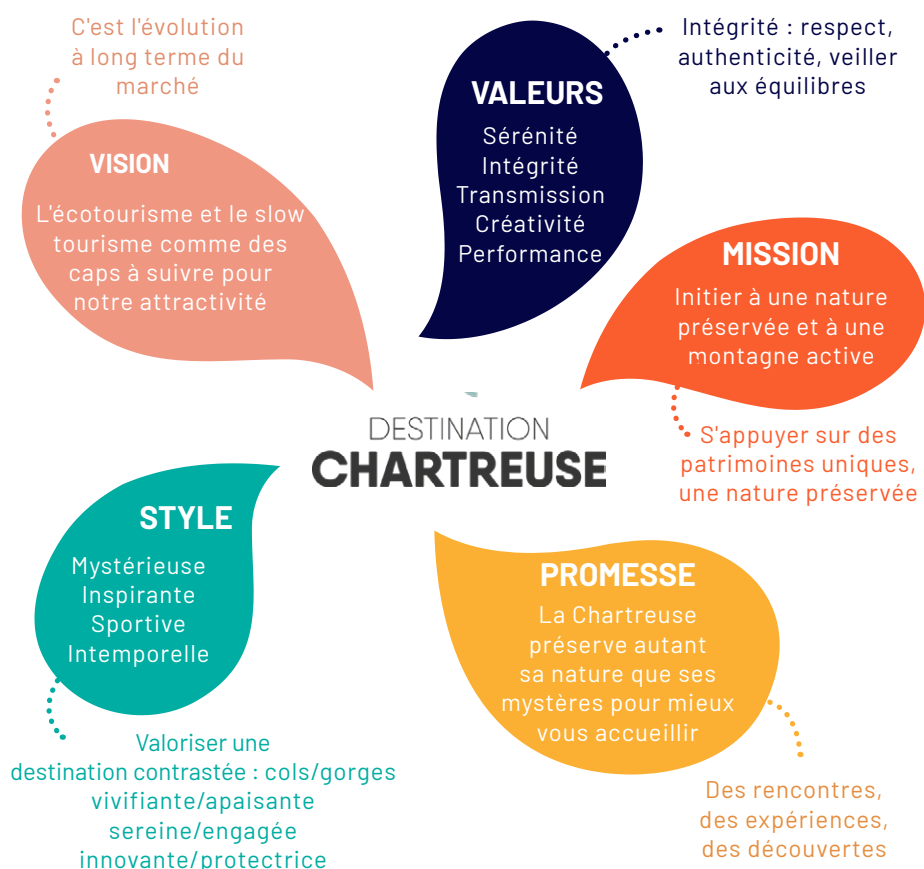 C'est l'évolution
à long terme du
marché
VISION
L'écotourisme et le slow
tourisme comme des
caps à suivre pour
notre attractivité
VALEURS
Sérénité
Intégrité
Transmission
Créativité
Performance
Intégrité : respect,
authenticité, veiller
aux équilibres
MISSION
Initier à une nature
préservée et à une
montagne active
S'appuyer sur des
patrimoines uniques,
une nature préservée
DESTINATION
CHARTREUSE
STYLE
Mystérieuse
Inspirante
Sportive
Intemporelle
Valoriser une
destination contrastée : cols/gorges
vivifiante/apaisante
sereine/engagée
innovante/protectrice
PROMESSE
La Chartreuse
préserve autant
sa nature que ses
mystères pour mieux
vous accueillir
Des rencontres,
des expériences,
des découvertes